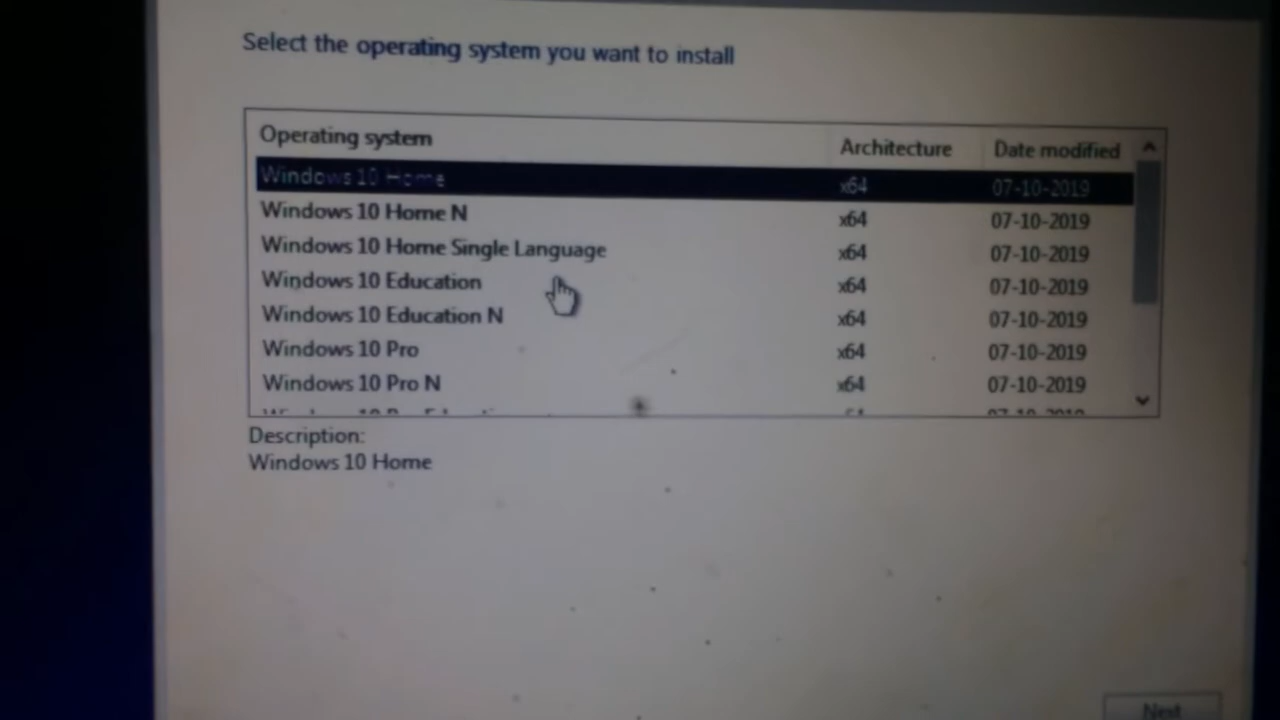 Select the operating system you want to install
Operating system Architecture Date modified
Windows 10 Home x64 07-10-2019
Windows 10 Home N x64 07-10-2019
Windows 10 Home Single Language x64 07-10-2019
Windows 10 Education x64 07-10-2019
Windows 10 Education N x64 07-10-2019
Windows 10 Pro x64 07-10-2019
Windows 10 Pro N x64 07-10-2019
Description:
Windows 10 Home
Next